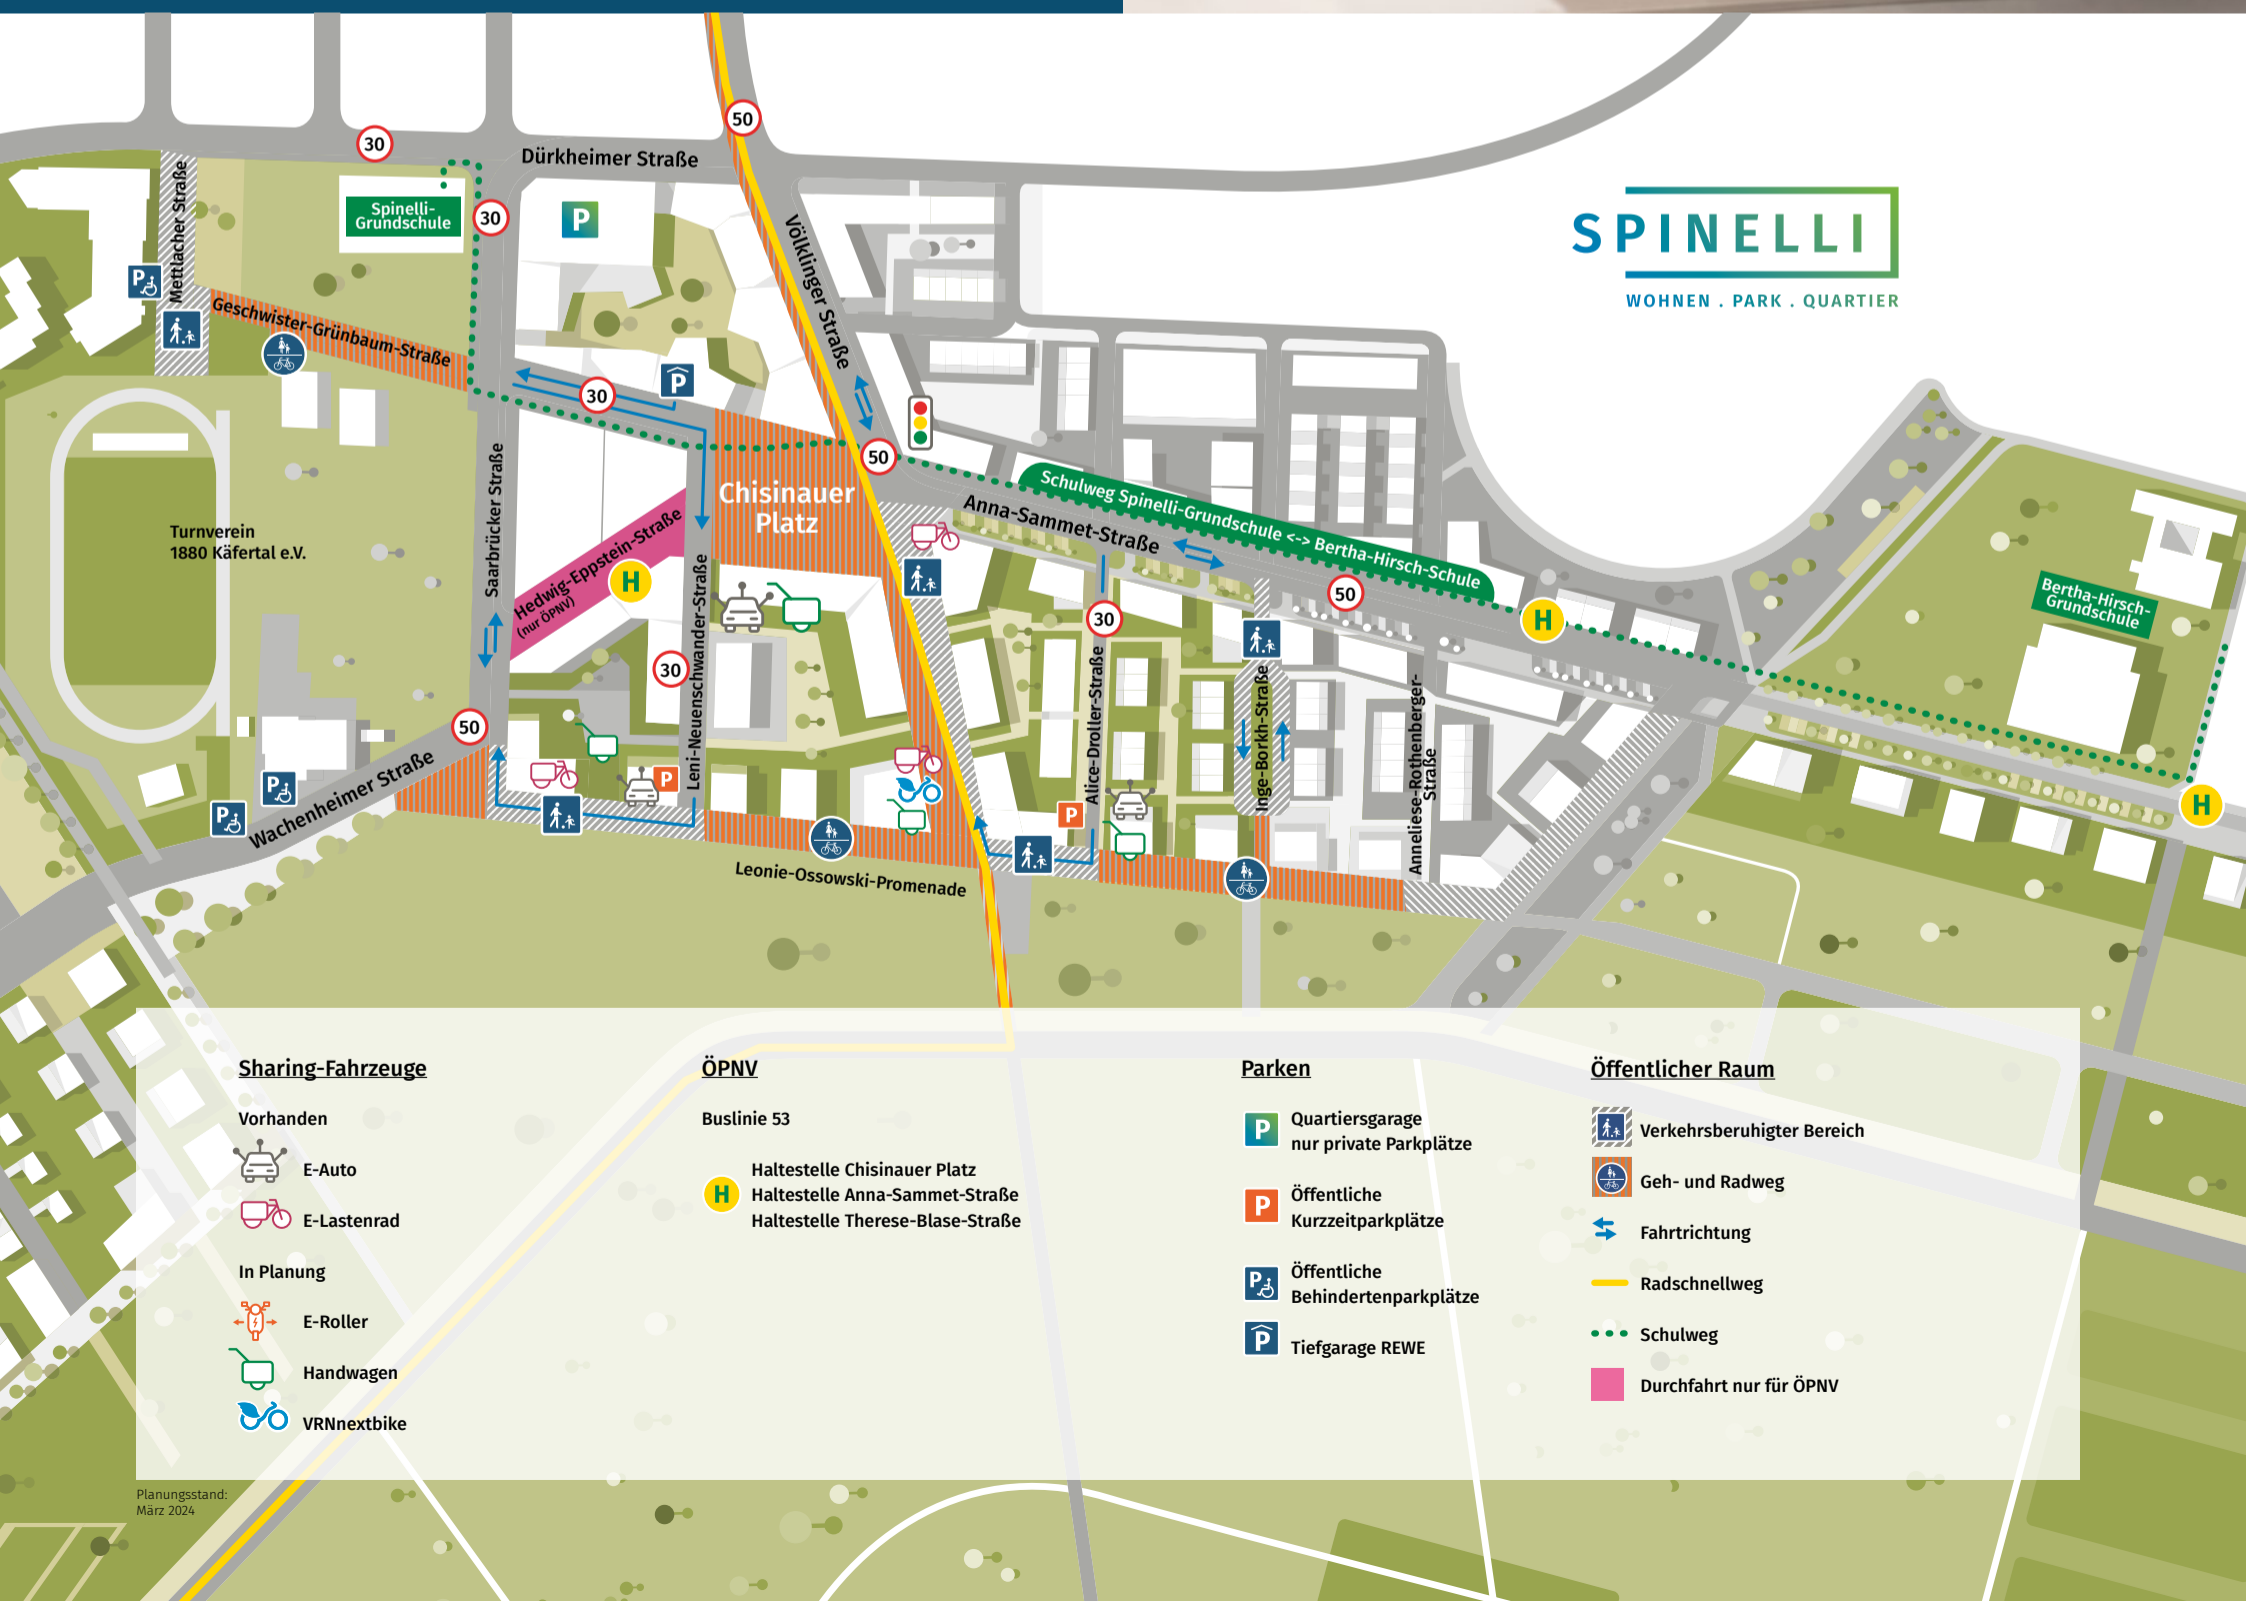 50
30
Dürkheimer Straße
Mettlacher Straße
Spinelli-
Grundschule
30
P
Völklinger Straße
SPINELLI
WOHNEN . PARK . QUARTIER
P
Geschwister-Grünbaum-Straße
30
P
50
Chisinauer
Platz
Schulweg Spinelli-Grundschule <-> Bertha-Hirsch-Schule
Anna-Sammet-Straße
Turnverein
1880 Käfertal e.V.
Saarbrücker Straße
Hedwig-Eppstein-Straße
(nur ÖPNV)
H
Leni-Neuenschwander-Straße
30
30
50
H
Bertha-Hirsch-
Grundschule
50
Alice-Droller-Straße
Inge-Borkh-Straße
Anneliese-Rothenberger-
Straße
P
P
P
P
H
Wachenheimer Straße
Leonie-Ossowski-Promenade
Sharing-Fahrzeuge
Vorhanden
E-Auto
E-Lastenrad
In Planung
E-Roller
Handwagen
VRNnextbike
ÖPNV
Buslinie 53
H
Haltestelle Chisinauer Platz
Haltestelle Anna-Sammet-Straße
Haltestelle Therese-Blase-Straße
Parken
P
Quartiersgarage
nur private Parkplätze
P
Öffentliche
Kurzzeitparkplätze
P
Öffentliche
Behindertenparkplätze
P
Tiefgarage REWE
Öffentlicher Raum
Verkehrsberuhigter Bereich
Geh- und Radweg
Fahrtrichtung
Radschnellweg
Schulweg
Durchfahrt nur für ÖPNV
Planungsstand:
März 2024